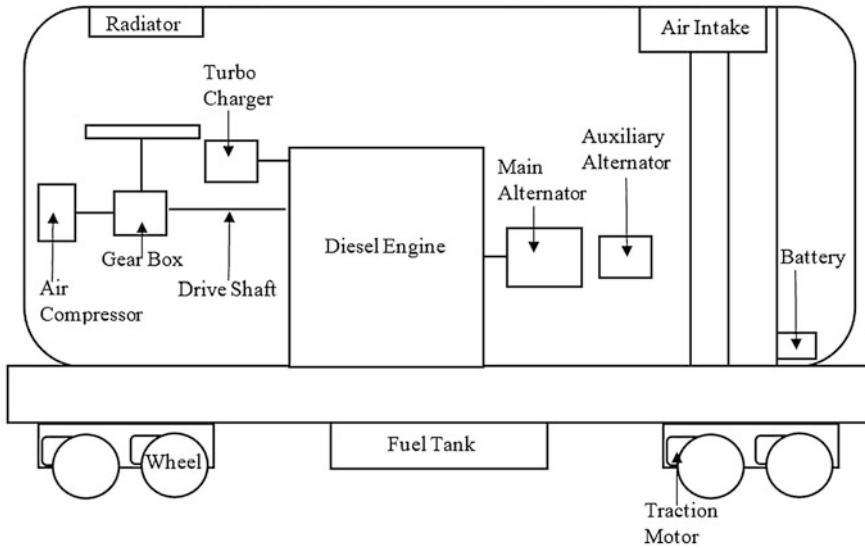 Radiator
Air Intake
Turbo
Charger
Auxiliary
Alternator
Main
Alternator
Diesel Engine
Gear Box
Drive Shaft
Battery
Air
Compressor
Fuel Tank
Wheel
Traction
Motor